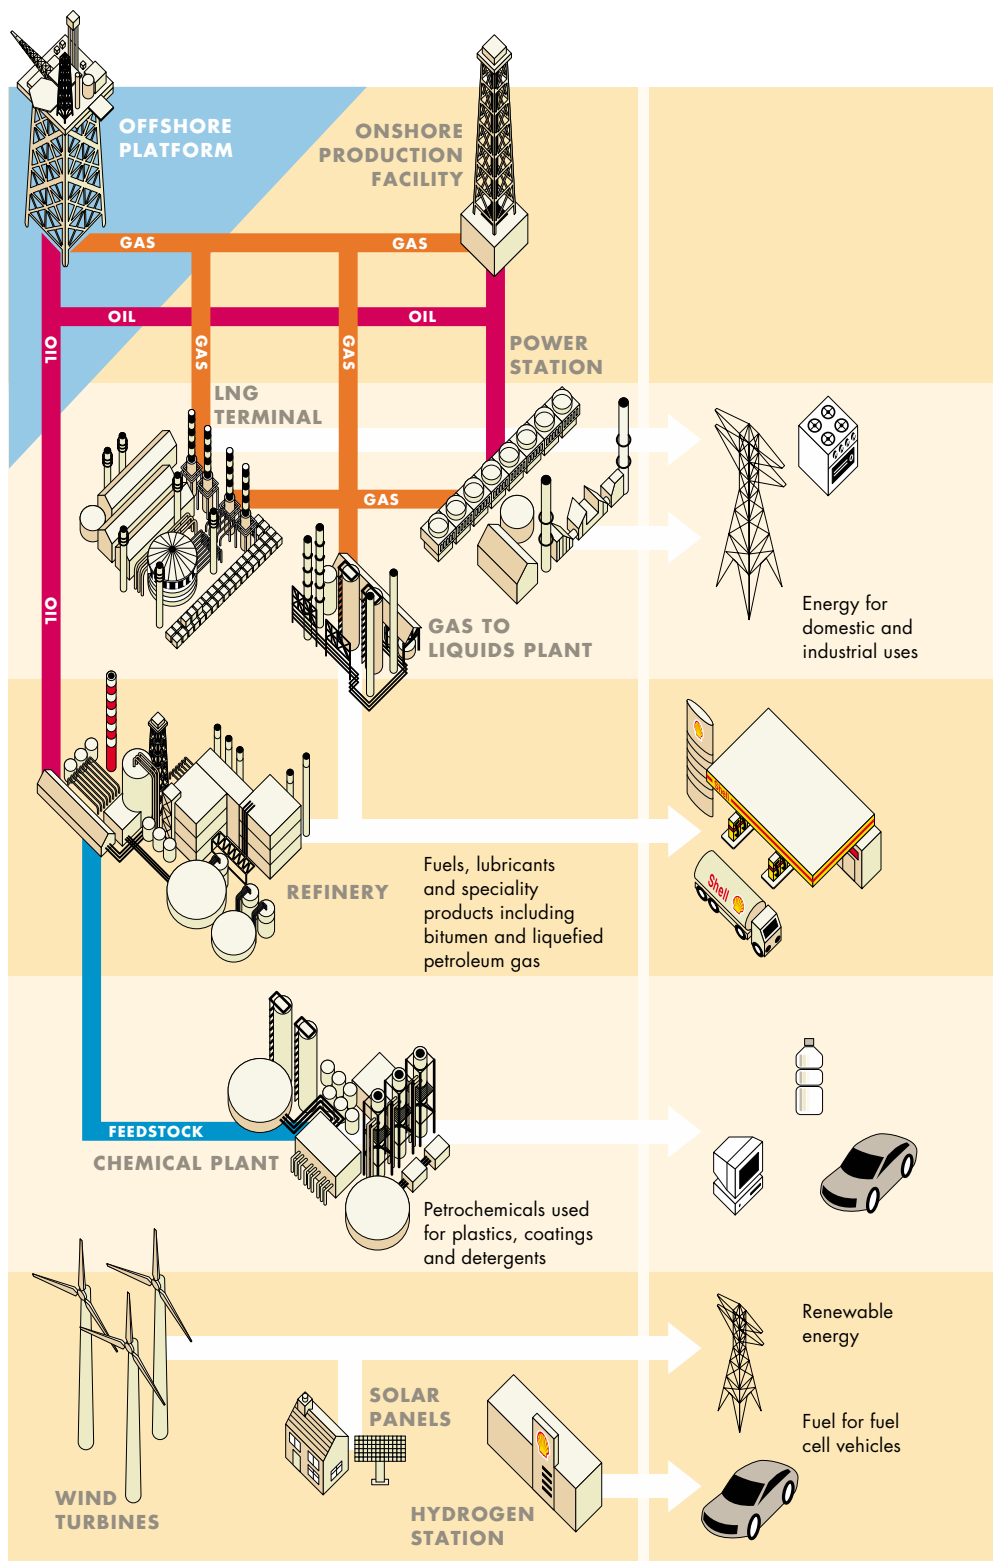 OFFSHORE
PLATFORM
ONSHORE
PRODUCTION
FACILITY
GAS
GAS
OIL
OIL
OIL
GAS
GAS
POWER
STATION
LNG
TERMINAL
GAS
OIL
GAS TO
LIQUIDS PLANT
Energy for
domestic and
industrial uses
Shell
Shell
REFINERY
Fuels, lubricants
and speciality
products including
bitumen and liquefied
petroleum gas
FEEDSTOCK
CHEMICAL PLANT
Petrochemicals used
for plastics, coatings
and detergents
Renewable
energy
SOLAR
PANELS
Fuel for fuel
cell vehicles
WIND
TURBINES
HYDROGEN
STATION